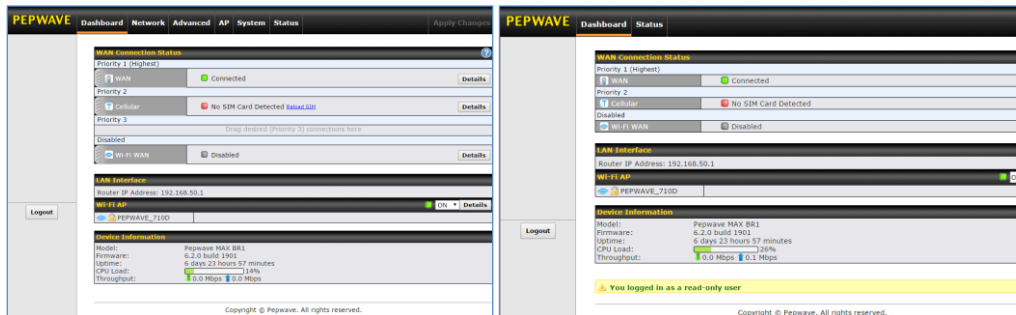 PEPWAVE Dashboard Network Advanced AP System Status Apply Changes
WAN Connection Status
Priority 1 (Highest)
WAN Connected Details
Priority 2
Cellular No SIM Card Detected Reload SIM Details
Priority 3
Drag desired (Priority 3) connections here
Disabled
Wi-Fi WAN Disabled Details
LAN Interface
Router IP Address: 192.168.50.1
Wi-Fi AP ON Details
PEPWAVE_710D
Logout
Device Information
Model: Pepwave MAX BR1
Firmware: 6.2.0 build 1901
Uptime: 6 days 23 hours 57 minutes
CPU Load: 14%
Throughput: 0.0 Mbps 0.0 Mbps
Copyright © Pepwave. All rights reserved.
PEPWAVE Dashboard Status
WAN Connection Status
Priority 1 (Highest)
WAN Connected
Priority 2
Cellular No SIM Card Detected
Disabled
Wi-Fi WAN Disabled
LAN Interface
Router IP Address: 192.168.50.1
Wi-Fi AP
PEPWAVE_710D
Device Information
Logout
Model: Pepwave MAX BR1
Firmware: 6.2.0 build 1901
Uptime: 6 days 23 hours 57 minutes
CPU Load: 26%
Throughput: 0.0 Mbps 0.1 Mbps
You logged in as a read-only user
Copyright © Pepwave. All rights reserved.